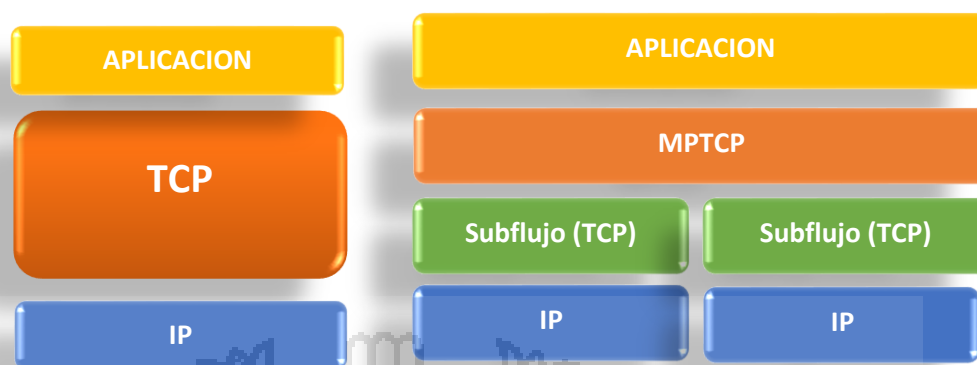 APLICACION
TCP
IP
APLICACION
MPTCP
Subflujo (TCP)
Subflujo (TCP)
IP
IP